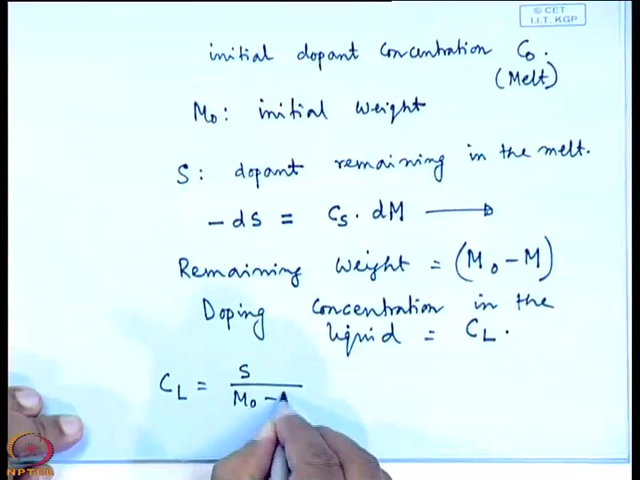 © CET
I.I.T. KGP
initial dopant concentration C₀.
(Melt)
M₀: initial weight
S: dopant remaining in the melt.
- dS = Cₛ. dM ⟶
Remaining weight = (M₀ - M)
Doping concentration in the
liquid = C_L.
C_L = S / M₀ -
NPTEL